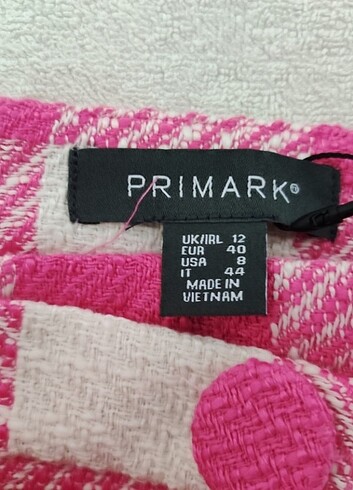 PRIMARK®
UK/IRL 12
EUR 40
USA 8
IT 44
MADE IN
VIETNAM